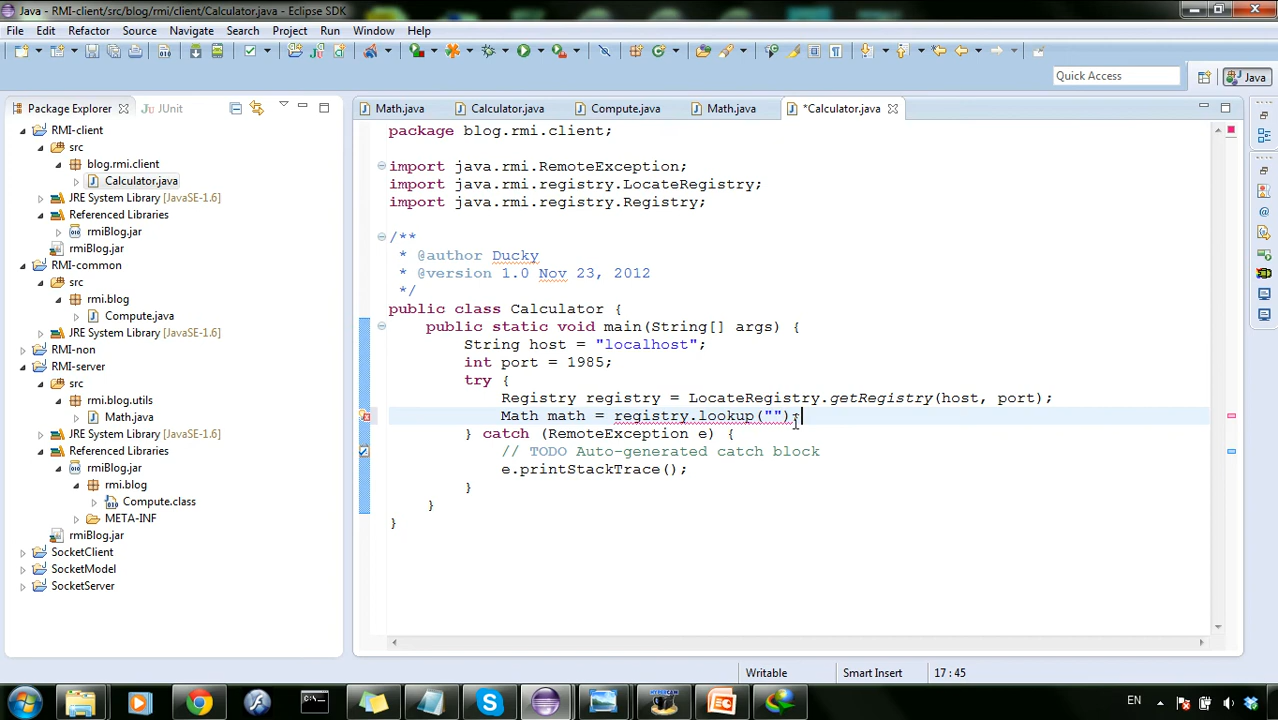 Java - RMI-client/src/blog/rmi/client/Calculator.java - Eclipse SDK
File Edit Refactor Source Navigate Search Project Run Window Help
Quick Access
Java
Package Explorer
JUnit
Math.java
Calculator.java
Compute.java
Math.java
*Calculator.java
RMI-client
src
blog.rmi.client
Calculator.java
JRE System Library [JavaSE-1.6]
Referenced Libraries
rmiBlog.jar
rmiBlog.jar
RMI-common
src
rmi.blog
Compute.java
JRE System Library [JavaSE-1.6]
RMI-non
RMI-server
src
rmi.blog.utils
Math.java
JRE System Library [JavaSE-1.6]
Referenced Libraries
rmiBlog.jar
rmi.blog
Compute.class
META-INF
rmiBlog.jar
SocketClient
SocketModel
SocketServer
package blog.rmi.client;
import java.rmi.RemoteException;
import java.rmi.registry.LocateRegistry;
import java.rmi.registry.Registry;
/**
* @author Ducky
* @version 1.0 Nov 23, 2012
*/
public class Calculator {
public static void main(String[] args) {
String host = "localhost";
int port = 1985;
try {
Registry registry = LocateRegistry.getRegistry(host, port);
Math math = registry.lookup("");
} catch (RemoteException e) {
// TODO Auto-generated catch block
e.printStackTrace();
}
}
}
Writable
Smart Insert
17 : 45
EN